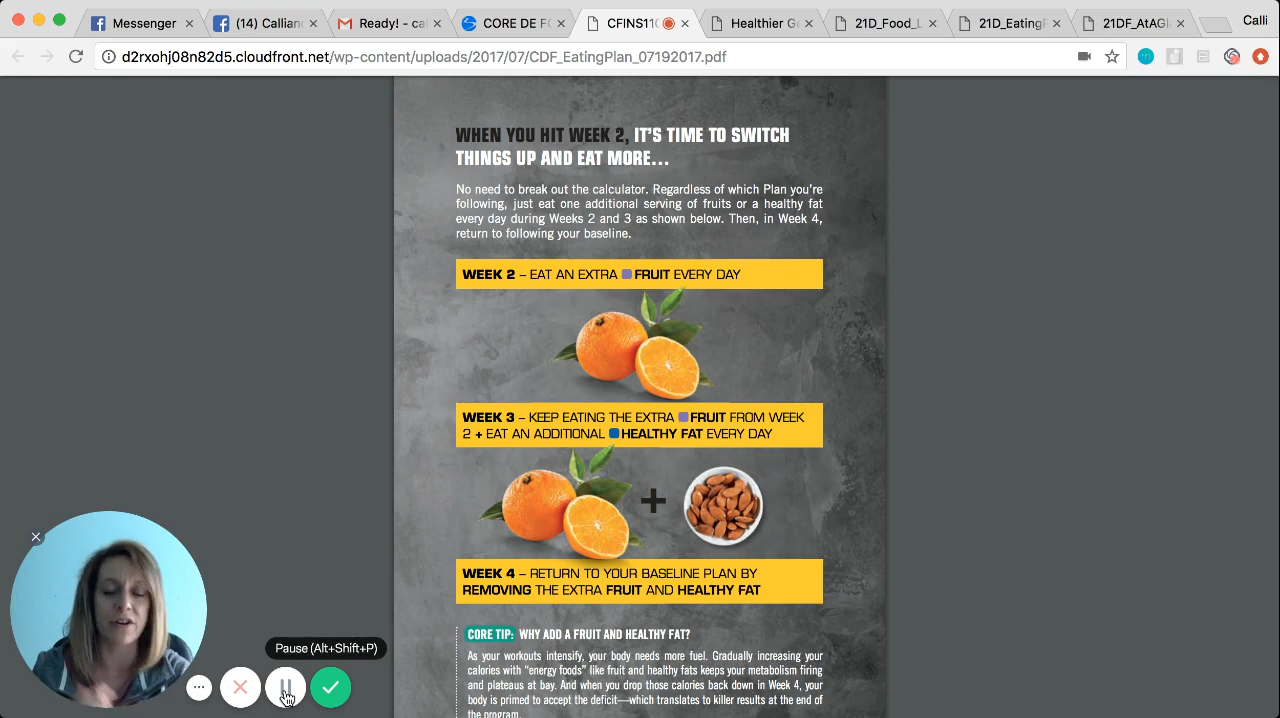 Messenger
(14) Callian
Ready! - cal
CORE DE F
CFINS11
Healthier G
21D_Food_L
21D_EatingP
21DF_AtAGl
Calli
d2rxohj08n82d5.cloudfront.net/wp-content/uploads/2017/07/CDF_EatingPlan_07192017.pdf
WHEN YOU HIT WEEK 2, IT'S TIME TO SWITCH
THINGS UP AND EAT MORE...
No need to break out the calculator. Regardless of which Plan you're
following, just eat one additional serving of fruits or a healthy fat
every day during Weeks 2 and 3 as shown below. Then, in Week 4,
return to following your baseline.
WEEK 2 – EAT AN EXTRA FRUIT EVERY DAY
WEEK 3 – KEEP EATING THE EXTRA FRUIT FROM WEEK
2 + EAT AN ADDITIONAL HEALTHY FAT EVERY DAY
+
WEEK 4 – RETURN TO YOUR BASELINE PLAN BY
REMOVING THE EXTRA FRUIT AND HEALTHY FAT
CORE TIP: WHY ADD A FRUIT AND HEALTHY FAT?
As your workouts intensify, your body needs more fuel. Gradually increasing your
calories with "energy foods" like fruit and healthy fats keeps your metabolism firing
and plateaus at bay. And when you drop those calories back down in Week 4, your
body is primed to accept the deficit—which translates to killer results at the end of
the program.
Pause (Alt+Shift+P)